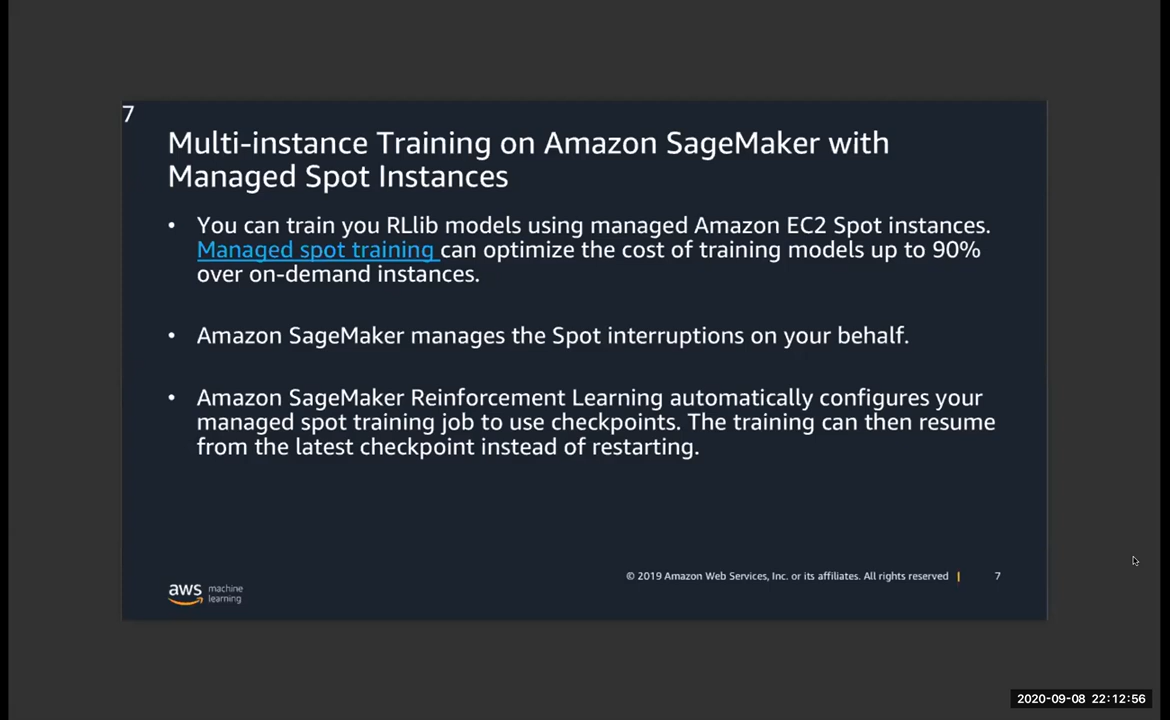 7
Multi-instance Training on Amazon SageMaker with
Managed Spot Instances
• You can train you RLlib models using managed Amazon EC2 Spot instances.
Managed spot training can optimize the cost of training models up to 90%
over on-demand instances.
• Amazon SageMaker manages the Spot interruptions on your behalf.
• Amazon SageMaker Reinforcement Learning automatically configures your
managed spot training job to use checkpoints. The training can then resume
from the latest checkpoint instead of restarting.
aws machine
learning
© 2019 Amazon Web Services, Inc. or its affiliates. All rights reserved | 7
2020-09-08 22:12:56